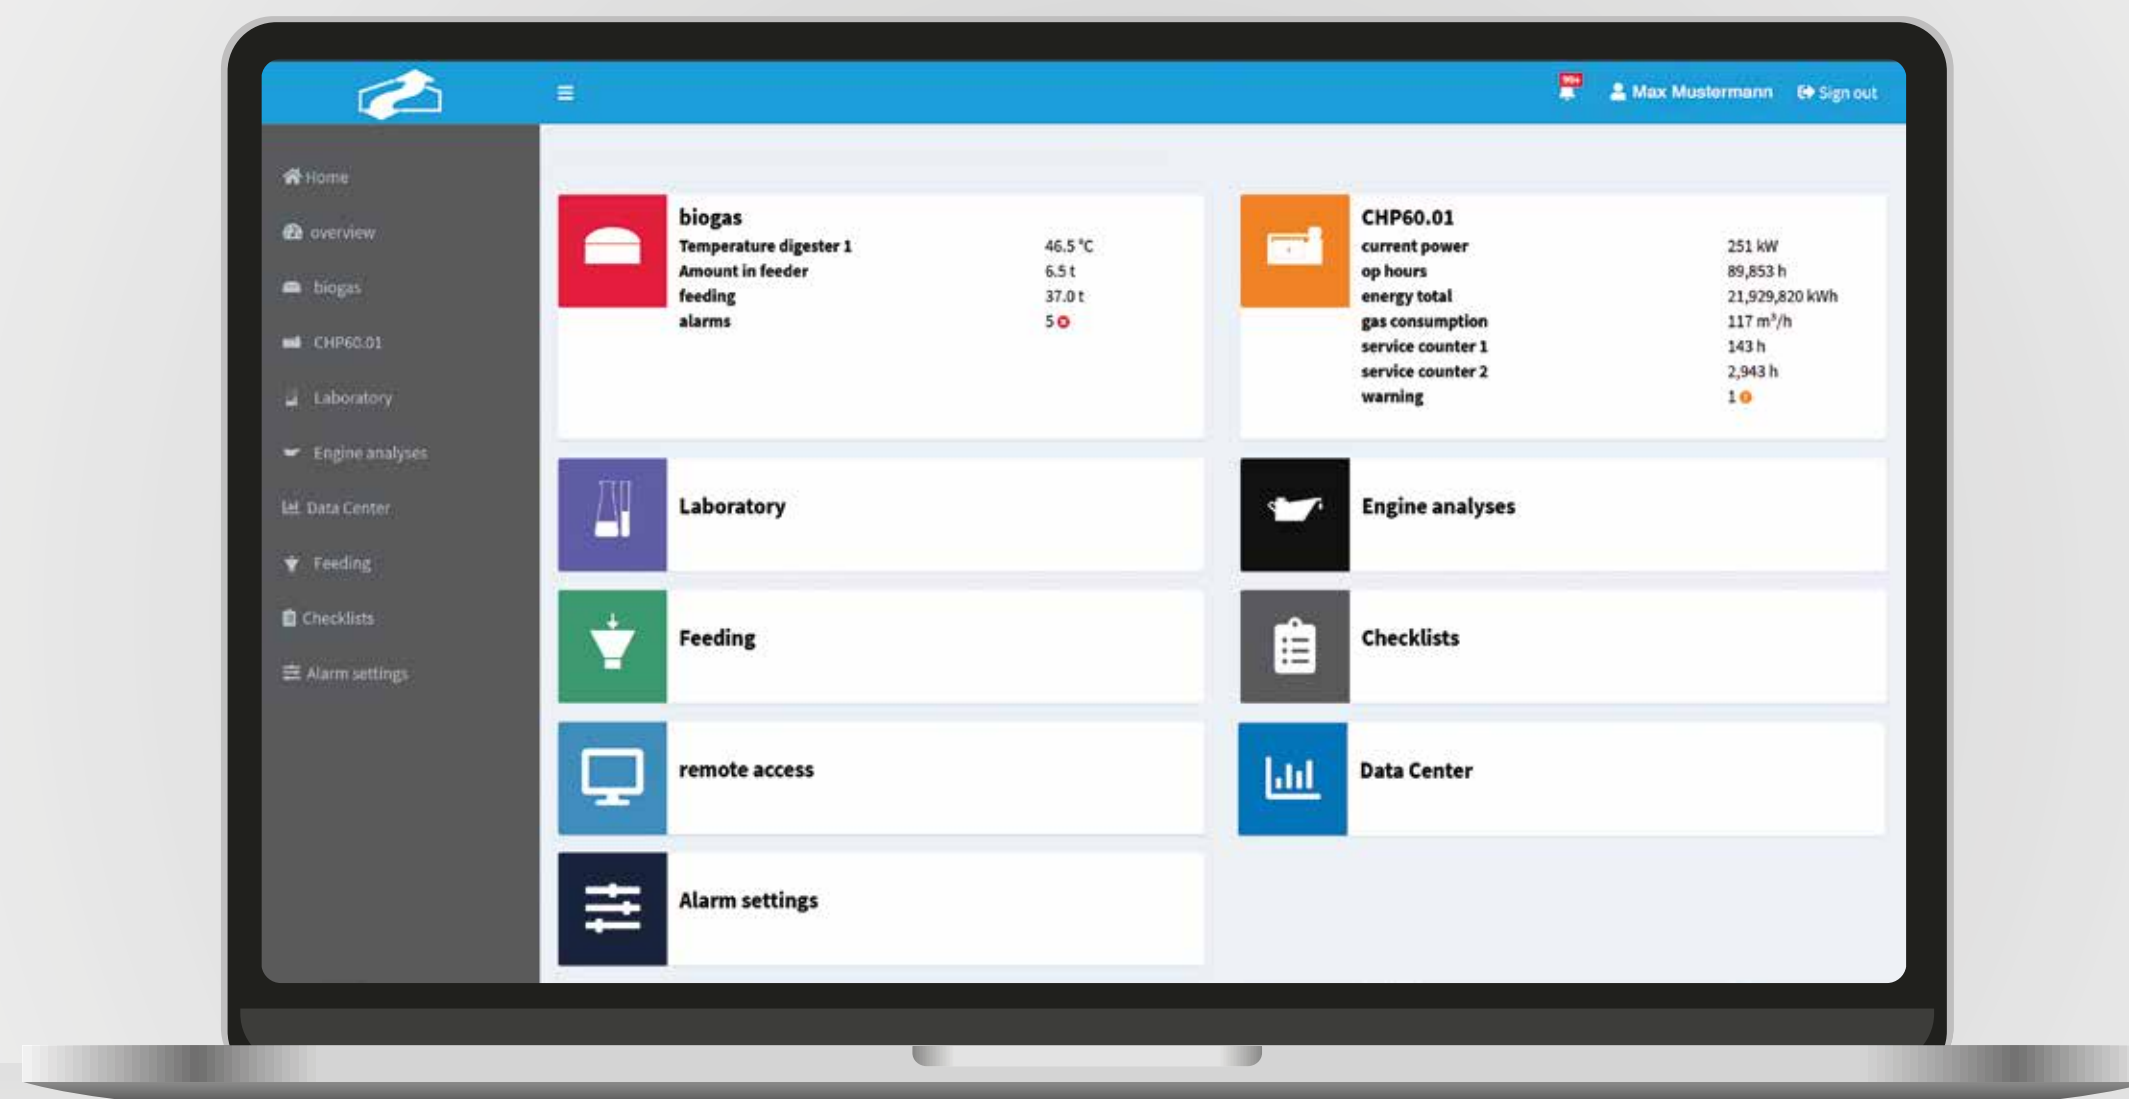 99+
Max Mustermann
Sign out
Home
overview
biogas
CHP60.01
Laboratory
Engine analyses
Data Center
Feeding
Checklists
Alarm settings
biogas
Temperature digester 1 46.5 °C
Amount in feeder 6.5 t
feeding 37.0 t
alarms 5
CHP60.01
current power 251 kW
op hours 89,853 h
energy total 21,929,820 kWh
gas consumption 117 m³/h
service counter 1 143 h
service counter 2 2,943 h
warning 1
Laboratory
Engine analyses
Feeding
Checklists
remote access
Data Center
Alarm settings